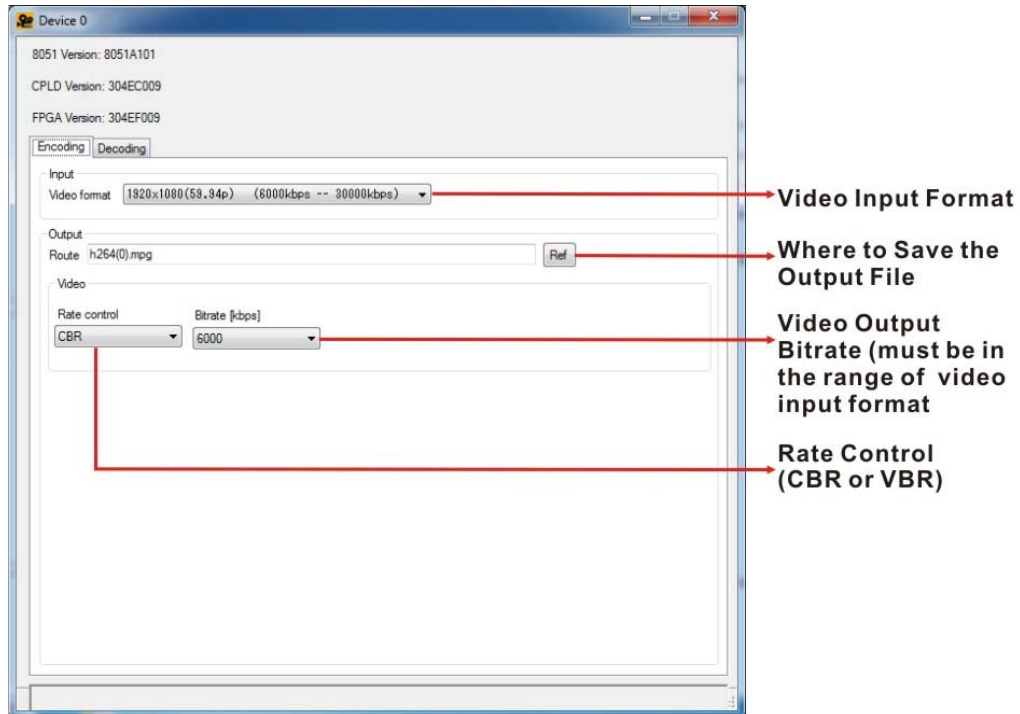 Device 0
8051 Version: 8051A101
CPLD Version: 304EC009
FPGA Version: 304EF009
Encoding Decoding
Input
Video format 1920x1080(59.94p) (6000kbps -- 30000kbps)
Output
Route h264(0).mpg Ref
Video
Rate control Bitrate [kbps]
CBR 6000
Video Input Format
Where to Save the
Output File
Video Output
Bitrate (must be in
the range of video
input format
Rate Control
(CBR or VBR)